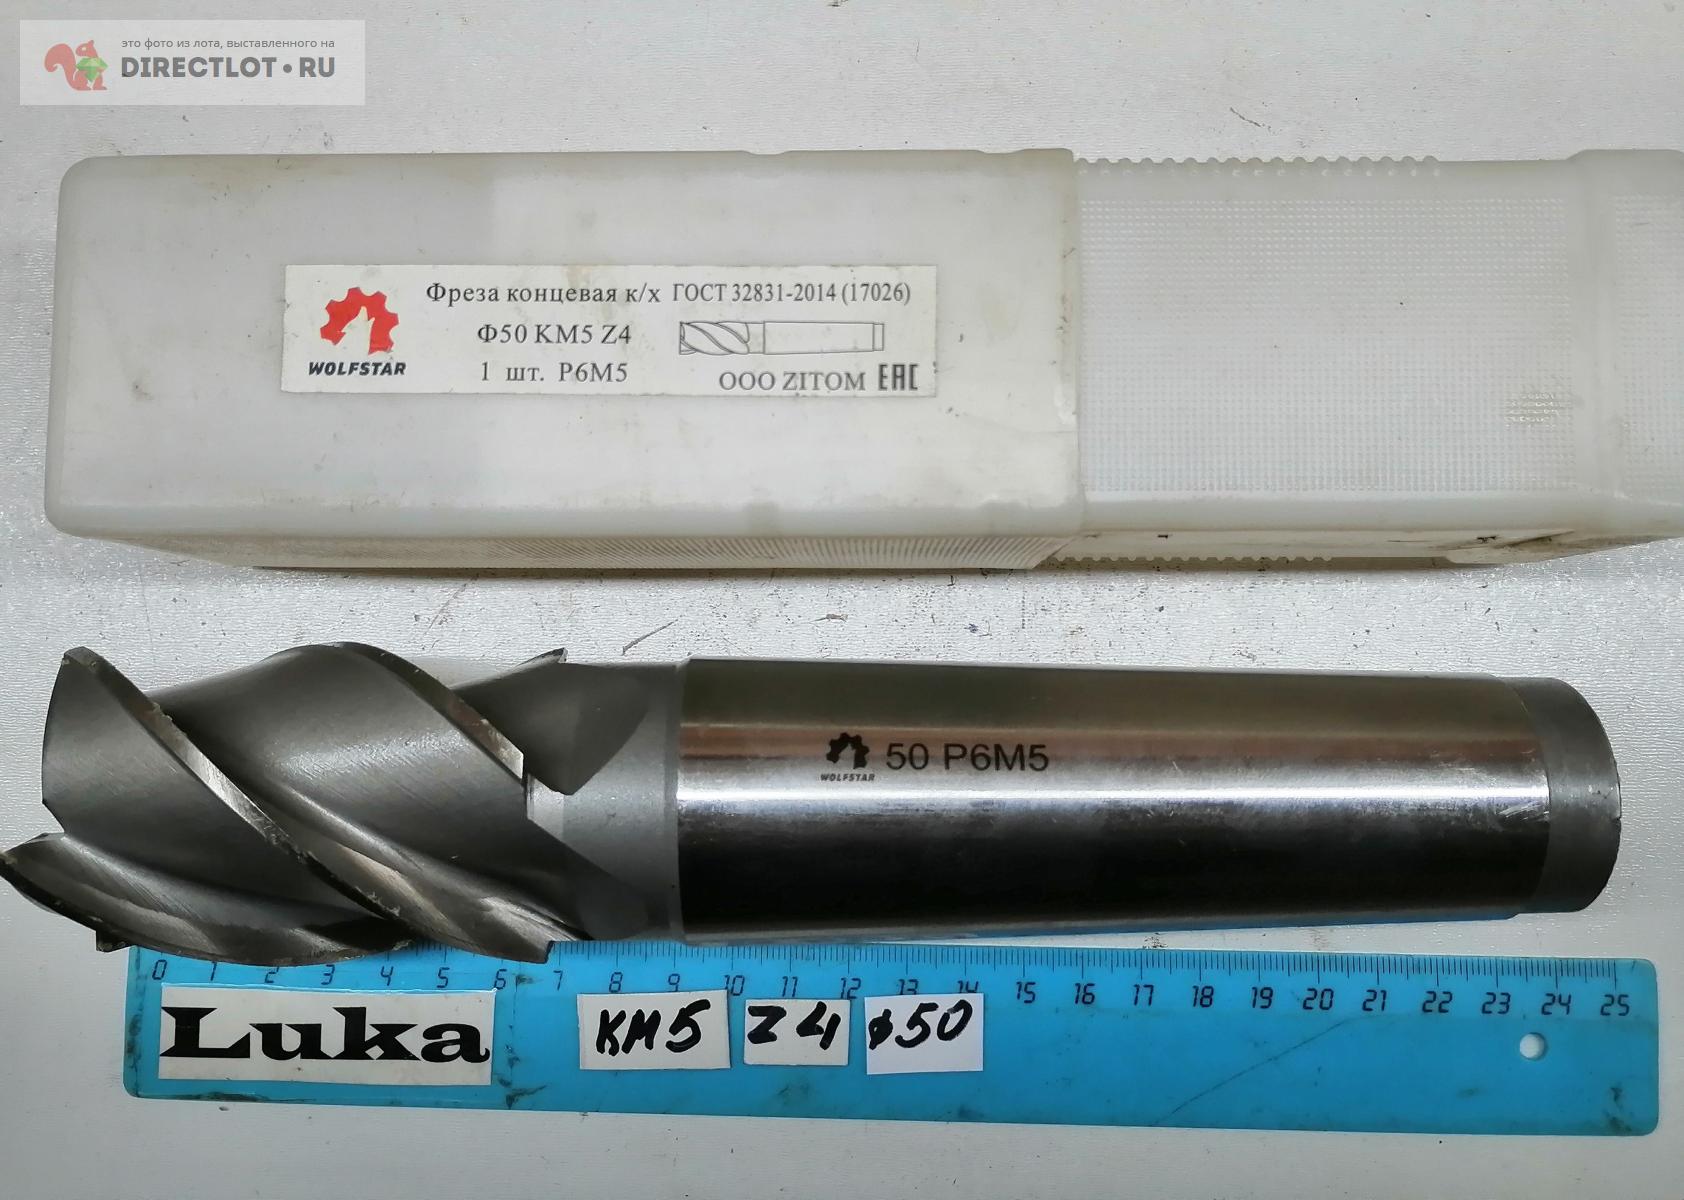 это фото из лота, выставленного на
DIRECTLOT•RU
Фреза концевая к/х ГОСТ 32831-2014 (17026)
Ф50 КМ5 Z4
1 шт. Р6М5
WOLFSTAR
ООО ZITOM EAC
WOLFSTAR
50 Р6М5
0 1 2 3 4 5 6 7 8 9 10 11 12 13 14 15 16 17 18 19 20 21 22 23 24 25
Luka
КМ5
Z4
ø50